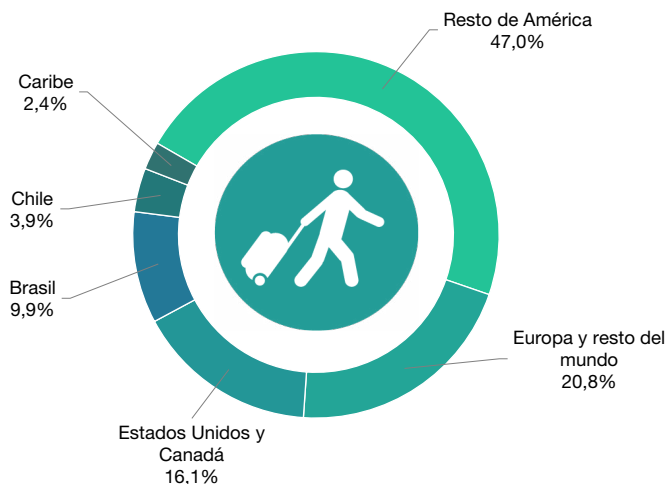 Resto de América
47,0%
Caribe
2,4%
Chile
3,9%
Brasil
9,9%
Europa y resto del
mundo
20,8%
Estados Unidos y
Canadá
16,1%